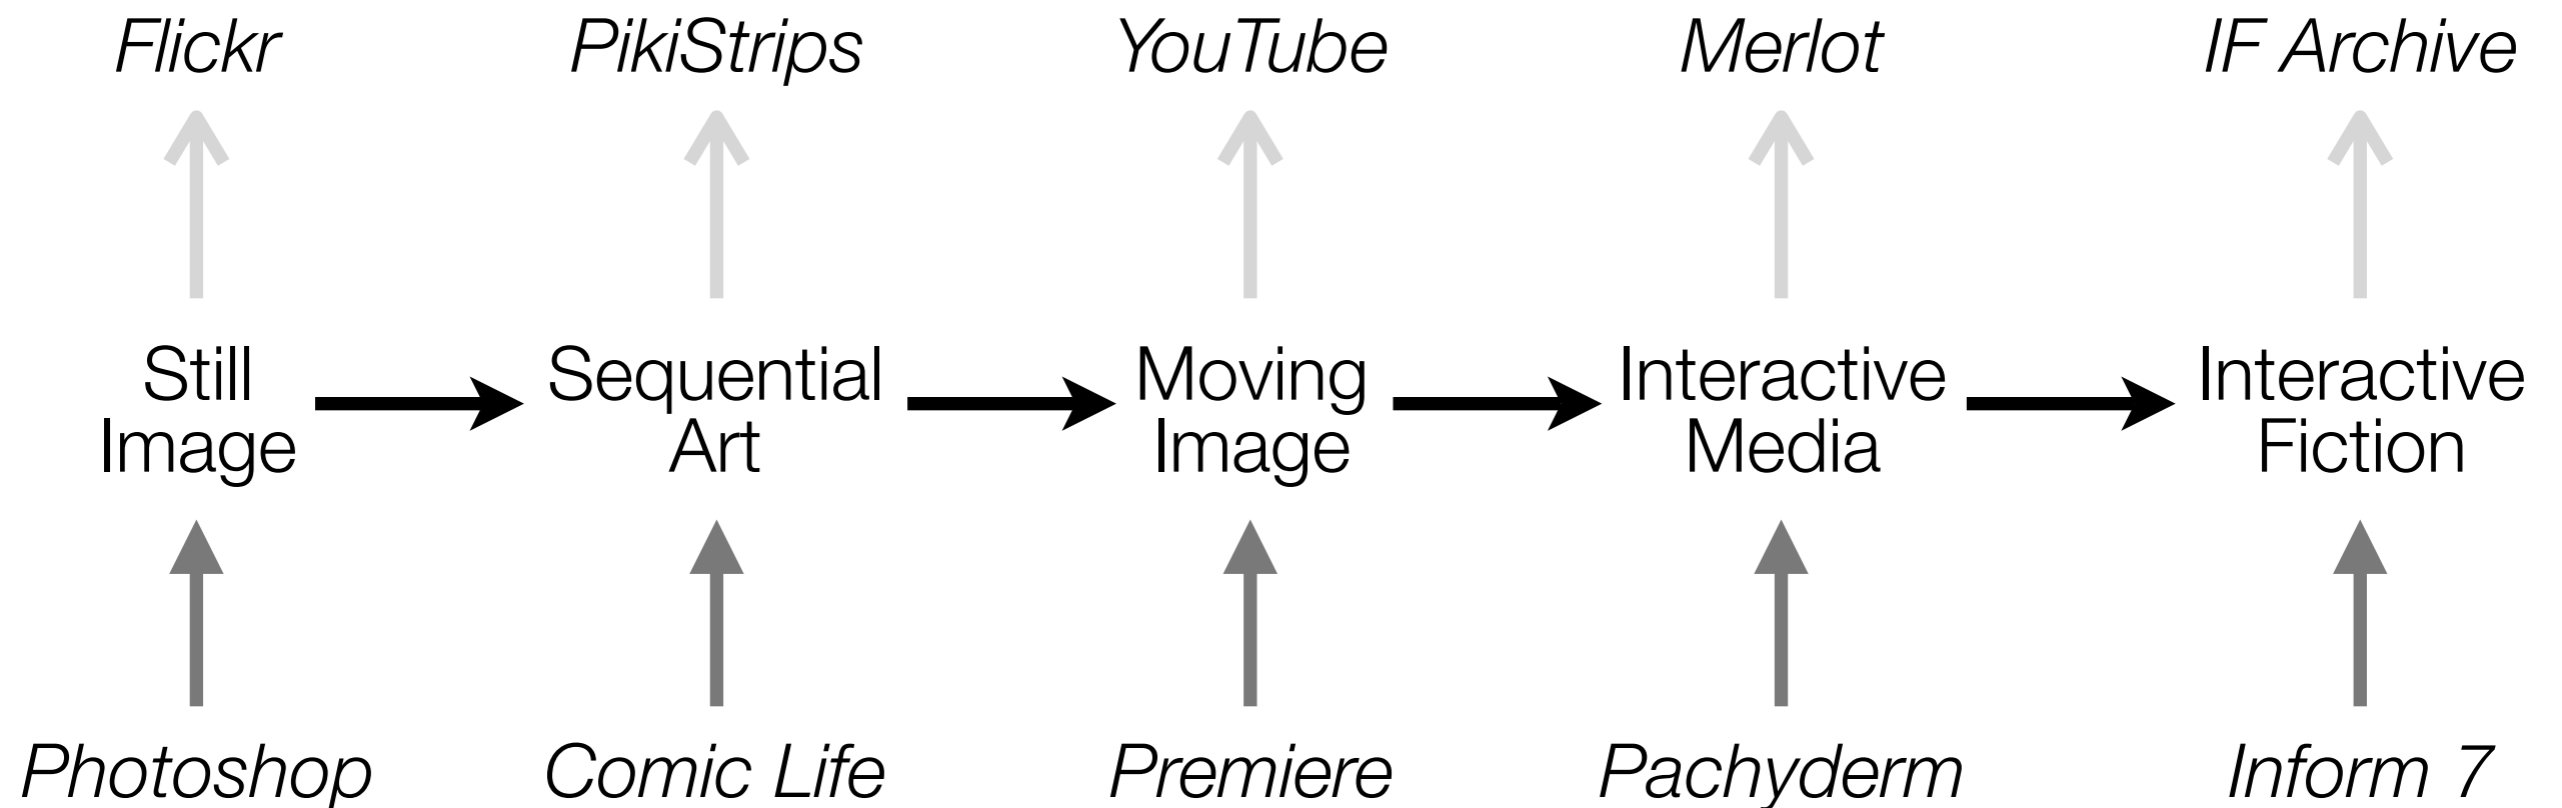 Flickr
PikiStrips
YouTube
Merlot
IF Archive
Still
Image
Sequential
Art
Moving
Image
Interactive
Media
Interactive
Fiction
Photoshop
Comic Life
Premiere
Pachyderm
Inform 7